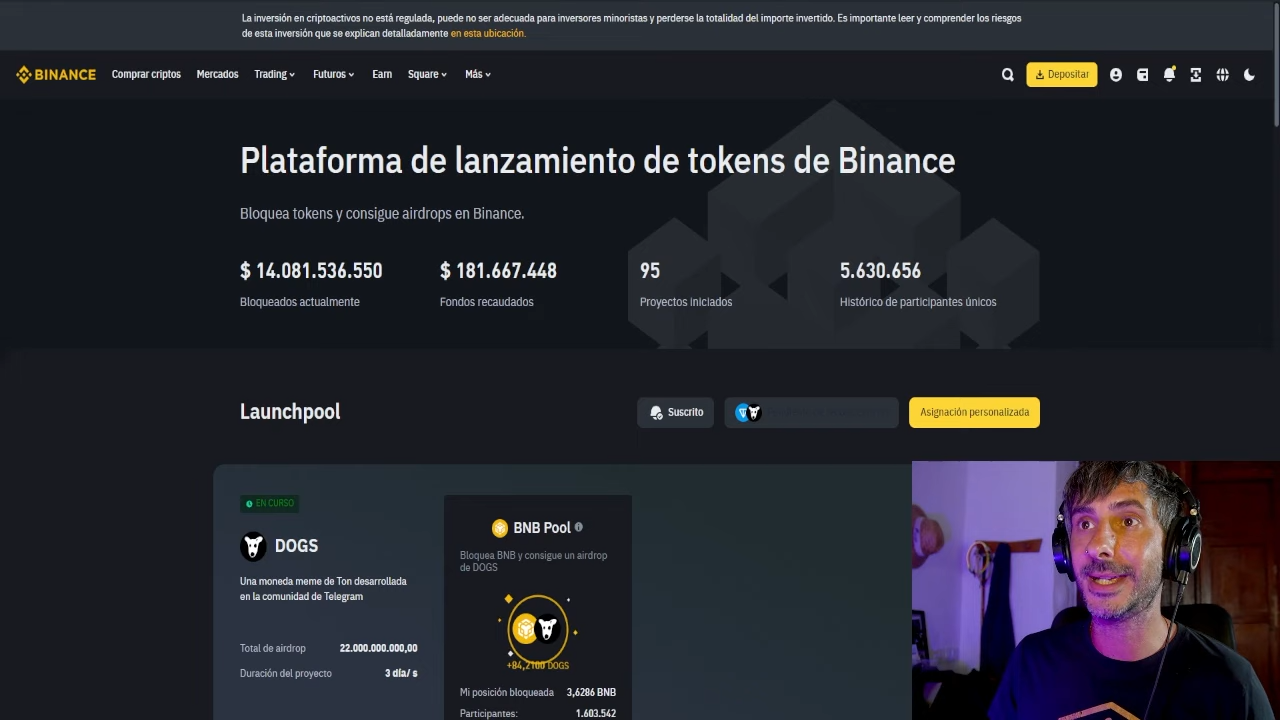 La inversión en criptoactivos no está regulada, puede no ser adecuada para inversores minoristas y perderse la totalidad del importe invertido. Es importante leer y comprender los riesgos
de esta inversión que se explican detalladamente en esta ubicación.
BINANCE Comprar criptos Mercados Trading Futuros Earn Square Más Depositar
Plataforma de lanzamiento de tokens de Binance
Bloquea tokens y consigue airdrops en Binance.
$ 14.081.536.550 $ 181.667.448 95 5.630.656
Bloqueados actualmente Fondos recaudados Proyectos iniciados Histórico de participantes únicos
Launchpool Suscrito Asignación personalizada
EN CURSO
DOGS
Una moneda meme de Ton desarrollada
en la comunidad de Telegram
Total de airdrop 22.000.000.000,00
Duración del proyecto 3 día/ s
BNB Pool
Bloquea BNB y consigue un airdrop
de DOGS
+84,2100 DOGS
Mi posición bloqueada 3,6286 BNB
Participantes: 1.603.542